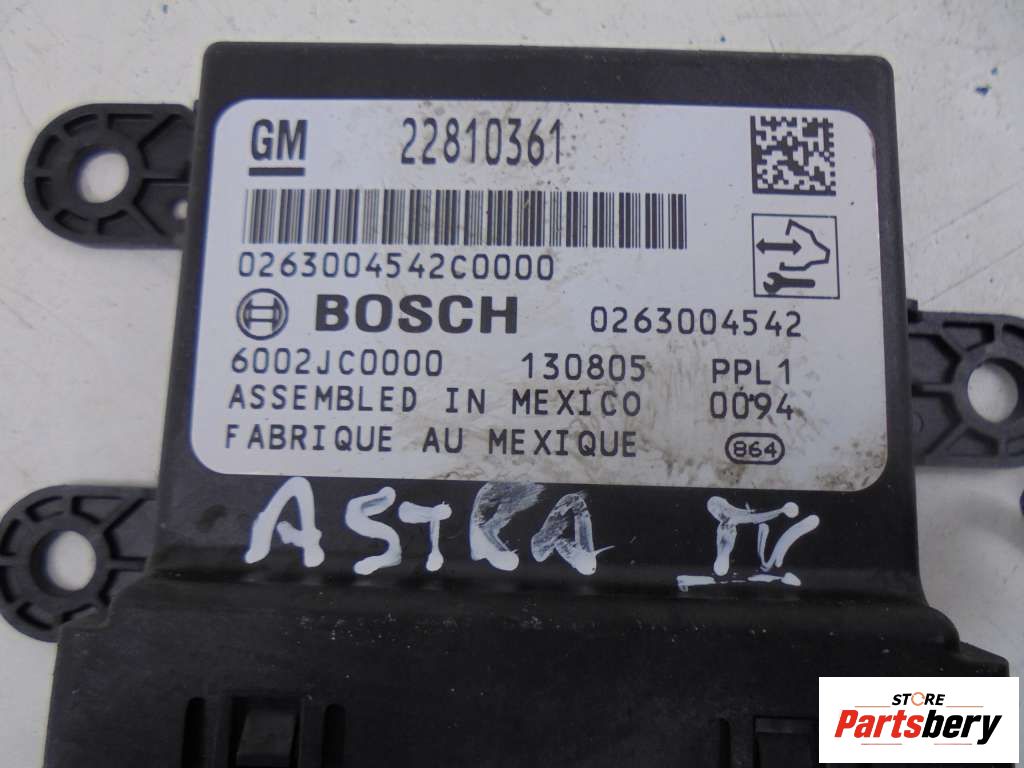 GM 22810361
0263004542C0000
BOSCH 0263004542
6002JC0000 130805 PPL1
ASSEMBLED IN MEXICO 0094
FABRIQUE AU MEXIQUE 864
ASTRA IV
STORE
Partsbery